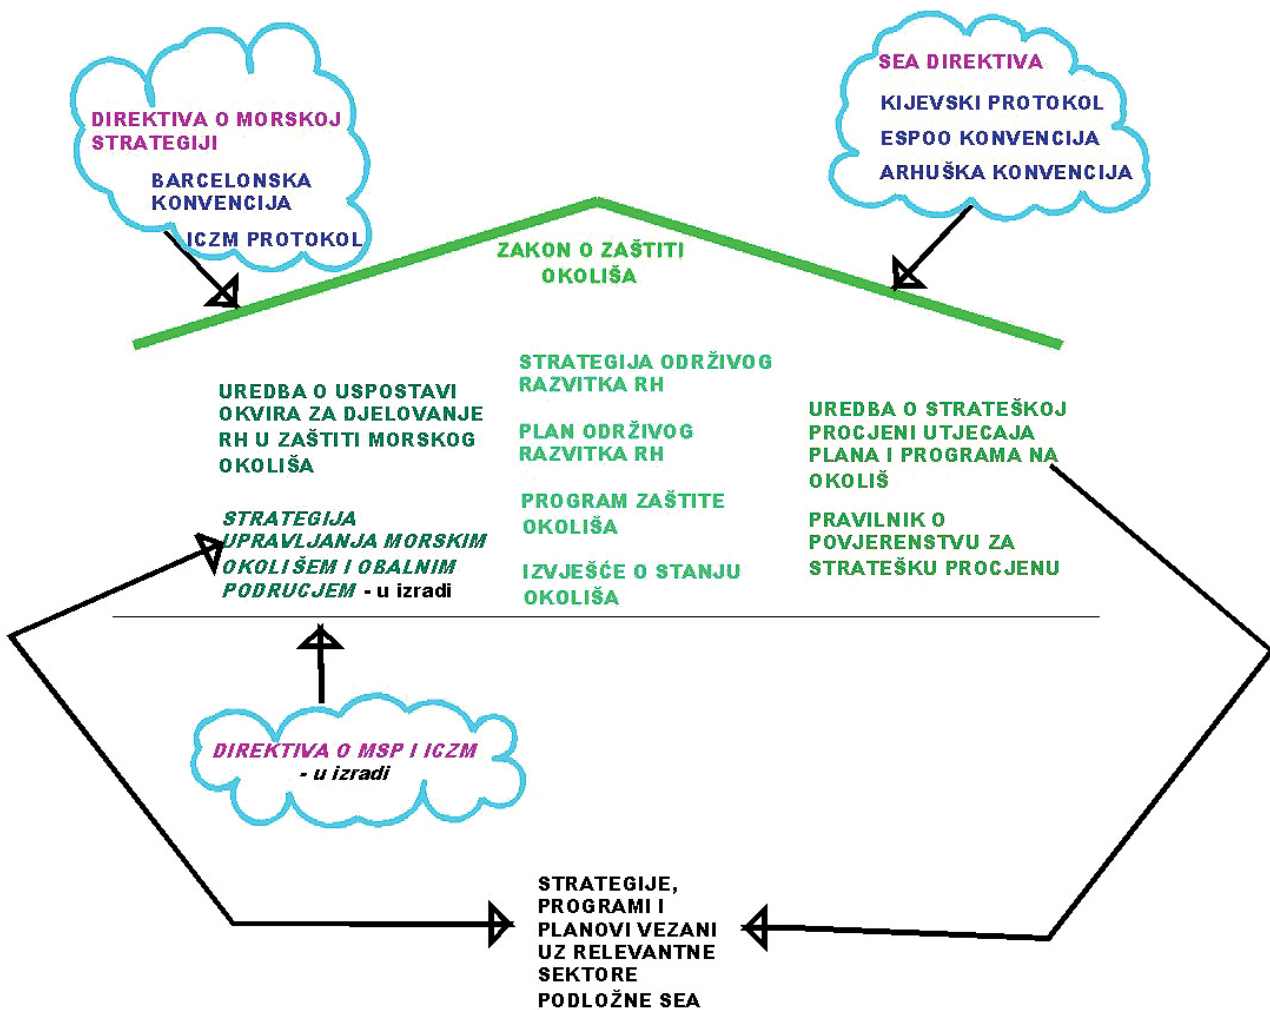 DIREKTIVA O MORSKOJ
STRATEGIJI
BARCELONSKA
KONVENCIJA
ICZM PROTOKOL
SEA DIREKTIVA
KIJEVSKI PROTOKOL
ESPOO KONVENCIJA
ARHUŠKA KONVENCIJA
ZAKON O ZAŠTITI
OKOLIŠA
UREDBA O USPOSTAVI
OKVIRA ZA DJELOVANJE
RH U ZAŠTITI MORSKOG
OKOLIŠA
STRATEGIJA
UPRAVLJANJA MORSKIM
OKOLIŠEM I OBALNIM
PODRUCJEM - u izradi
STRATEGIJA ODRŽIVOG
RAZVITKA RH
PLAN ODRŽIVOG
RAZVITKA RH
PROGRAM ZAŠTITE
OKOLIŠA
IZVJEŠĆE O STANJU
OKOLIŠA
UREDBA O STRATEŠKOJ
PROCJENI UTJECAJA
PLANA I PROGRAMA NA
OKOLIŠ
PRAVILNIK O
POVJERENSTVU ZA
STRATEŠKU PROCJENU
DIREKTIVA O MSP I ICZM
- u izradi
STRATEGIJE,
PROGRAMI I
PLANOVI VEZANI
UZ RELEVANTNE
SEKTORE
PODLOŽNE SEA